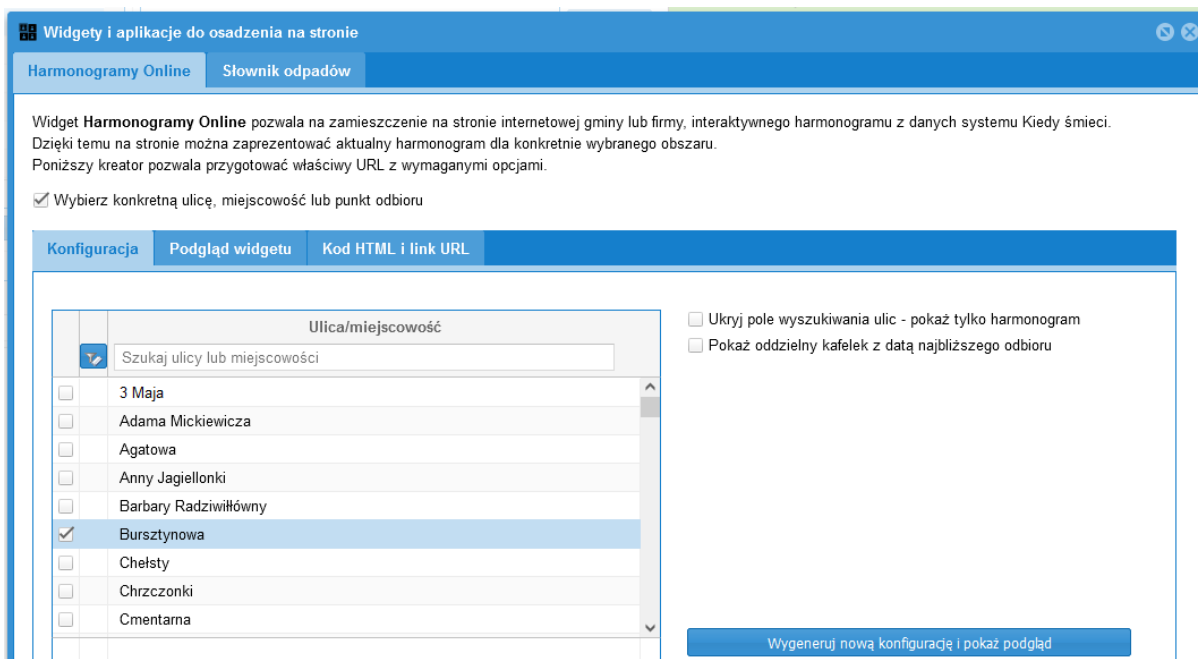 Widgety i aplikacje do osadzenia na stronie
Harmonogramy Online Słownik odpadów
Widget Harmonogramy Online pozwala na zamieszczenie na stronie internetowej gminy lub firmy, interaktywnego harmonogramu z danych systemu Kiedy śmieci.
Dzięki temu na stronie można zaprezentować aktualny harmonogram dla konkretnie wybranego obszaru.
Poniższy kreator pozwala przygotować właściwy URL z wymaganymi opcjami.
Wybierz konkretną ulicę, miejscowość lub punkt odbioru
Konfiguracja Podgląd widgetu Kod HTML i link URL
Ulica/miejscowość
Szukaj ulicy lub miejscowości
3 Maja
Adama Mickiewicza
Agatowa
Anny Jagiellonki
Barbary Radziwiłłówny
Bursztynowa
Chełsty
Chrzczonki
Cmentarna
Ukryj pole wyszukiwania ulic - pokaż tylko harmonogram
Pokaż oddzielny kafelek z datą najbliższego odbioru
Wygeneruj nową konfigurację i pokaż podgląd